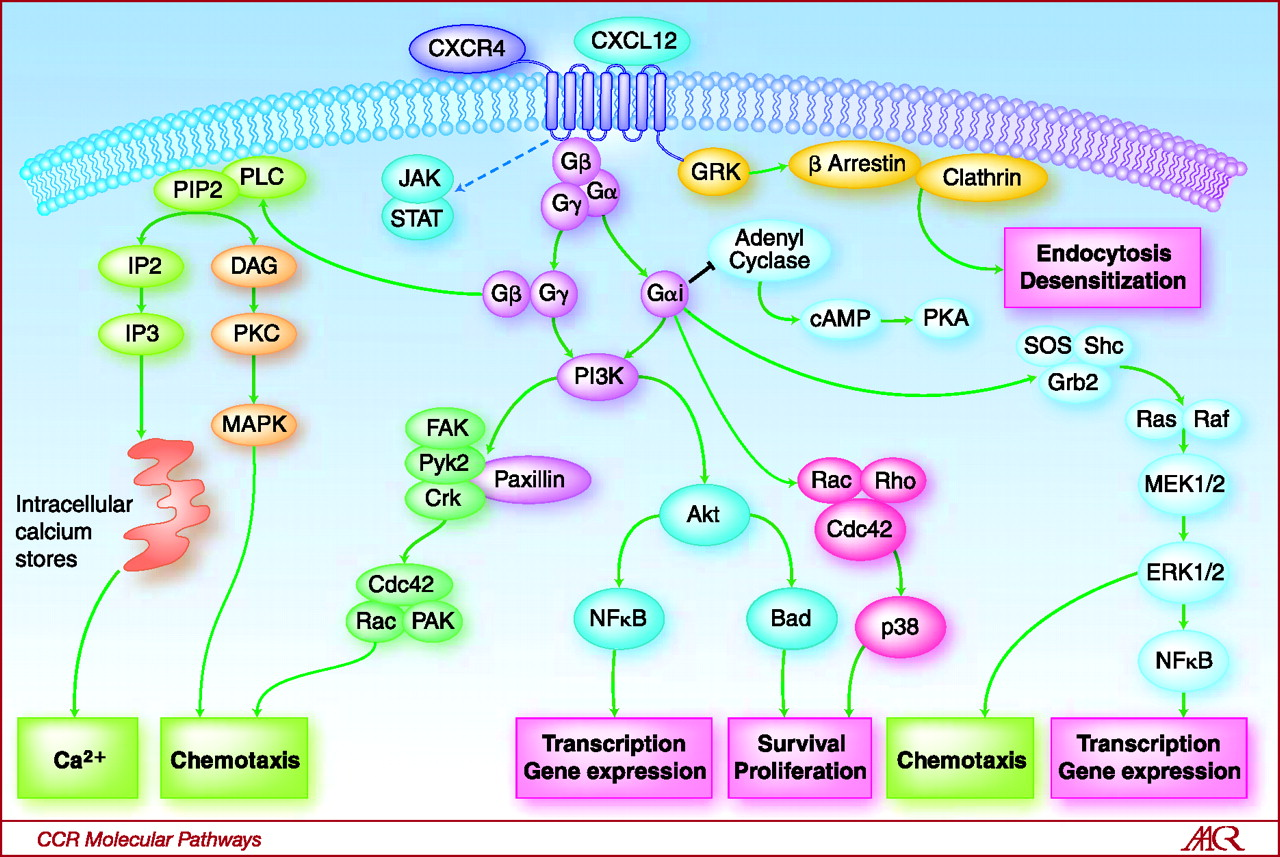 CXCR4
CXCL12
Gβ
Gα
Gγ
GRK
β Arrestin
Clathrin
Endocytosis
Desensitization
JAK
STAT
PIP2
PLC
IP2
DAG
IP3
PKC
MAPK
Intracellular
calcium
stores
Gβ
Gγ
Gαi
Adenyl
Cyclase
cAMP
PKA
PI3K
SOS
Shc
Grb2
Ras
Raf
MEK1/2
ERK1/2
NFκB
FAK
Pyk2
Crk
Paxillin
Cdc42
Rac
PAK
Akt
NFκB
Bad
Rac
Rho
Cdc42
p38
Ca2+
Chemotaxis
Transcription
Gene expression
Survival
Proliferation
Chemotaxis
Transcription
Gene expression
CCR Molecular Pathways
AACR